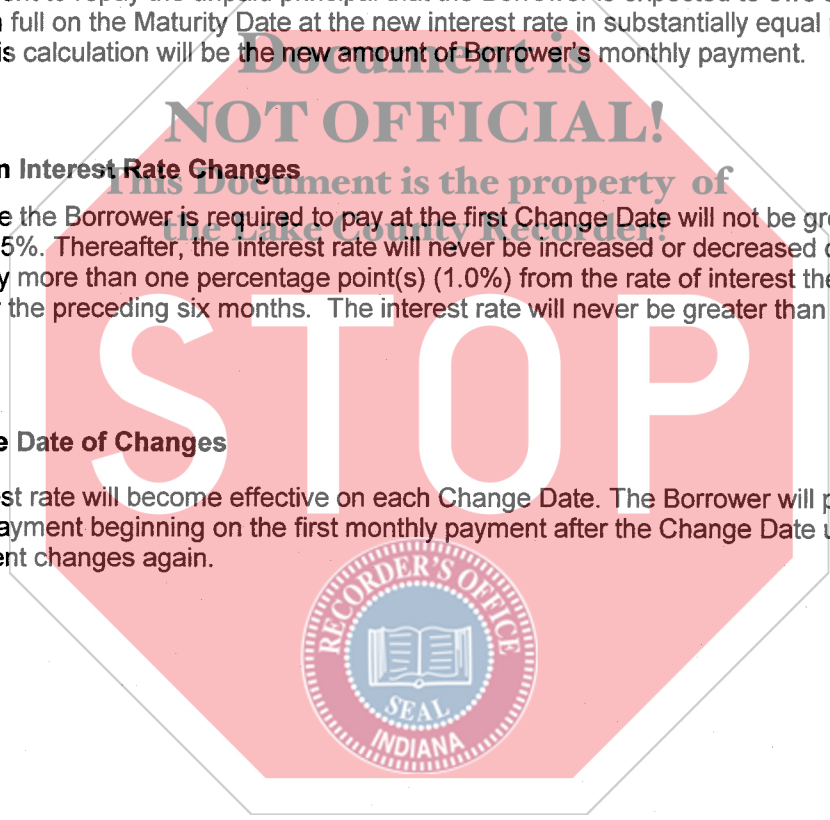 full on the Maturity Date at the new interest rate in substantially equal
is calculation will be the new amount of Borrower's monthly payment.
Document is
NOT OFFICIAL!
This Document is the property of
the Lake County Recorder!
n Interest Rate Changes
e the Borrower is required to pay at the first Change Date will not be gre
5%. Thereafter, the interest rate will never be increased or decreased
y more than one percentage point(s) (1.0%) from the rate of interest the
the preceding six months. The interest rate will never be greater than
STOP
e Date of Changes
est rate will become effective on each Change Date. The Borrower will p
ayment beginning on the first monthly payment after the Change Date u
ent changes again.
RECORDER'S OFFICE
SEAL
INDIANA